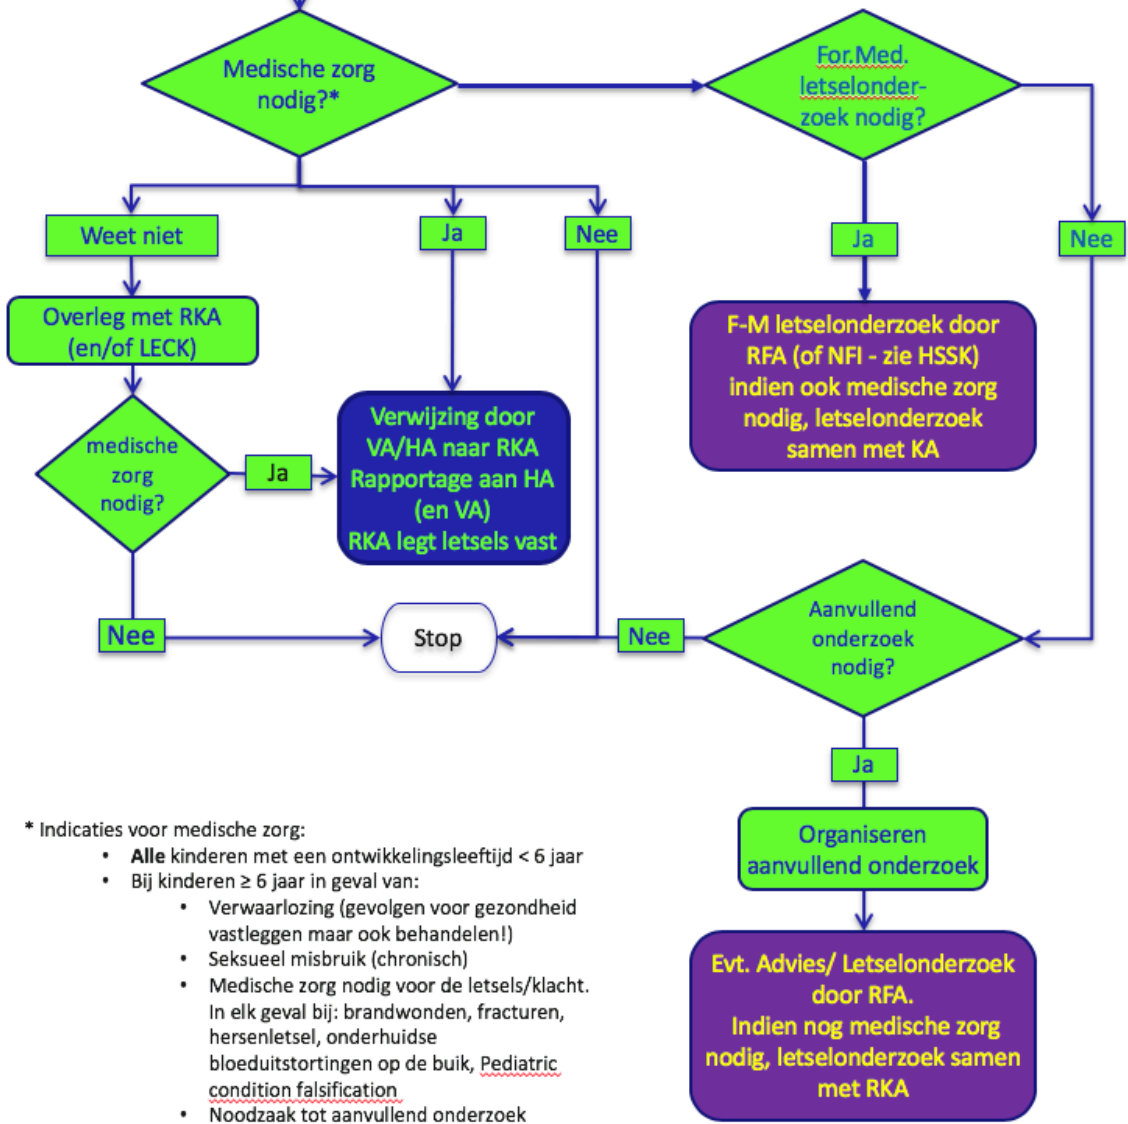 Medische zorg
nodig?*
For.Med.
letselonder-
zoek nodig?
Weet niet
Ja
Nee
Ja
Nee
Overleg met RKA
(en/of LECK)
F-M letselonderzoek door
RFA (of NFI - zie HSSK)
indien ook medische zorg
nodig, letselonderzoek
samen met KA
medische
zorg
nodig?
Ja
Verwijzing door
VA/HA naar RKA
Rapportage aan HA
(en VA)
RKA legt letsels vast
Nee
Stop
Nee
Aanvullend
onderzoek
nodig?
Ja
Organiseren
aanvullend onderzoek
Evt. Advies/ Letselonderzoek
door RFA.
Indien nog medische zorg
nodig, letselonderzoek samen
met RKA
* Indicaties voor medische zorg:
• Alle kinderen met een ontwikkelingsleeftijd < 6 jaar
• Bij kinderen ≥ 6 jaar in geval van:
• Verwaarlozing (gevolgen voor gezondheid
vastleggen maar ook behandelen!)
• Seksueel misbruik (chronisch)
• Medische zorg nodig voor de letsels/klacht.
In elk geval bij: brandwonden, fracturen,
hersenletsel, onderhuidse
bloeduitstortingen op de buik, Pediatric
condition falsification
• Noodzaak tot aanvullend onderzoek